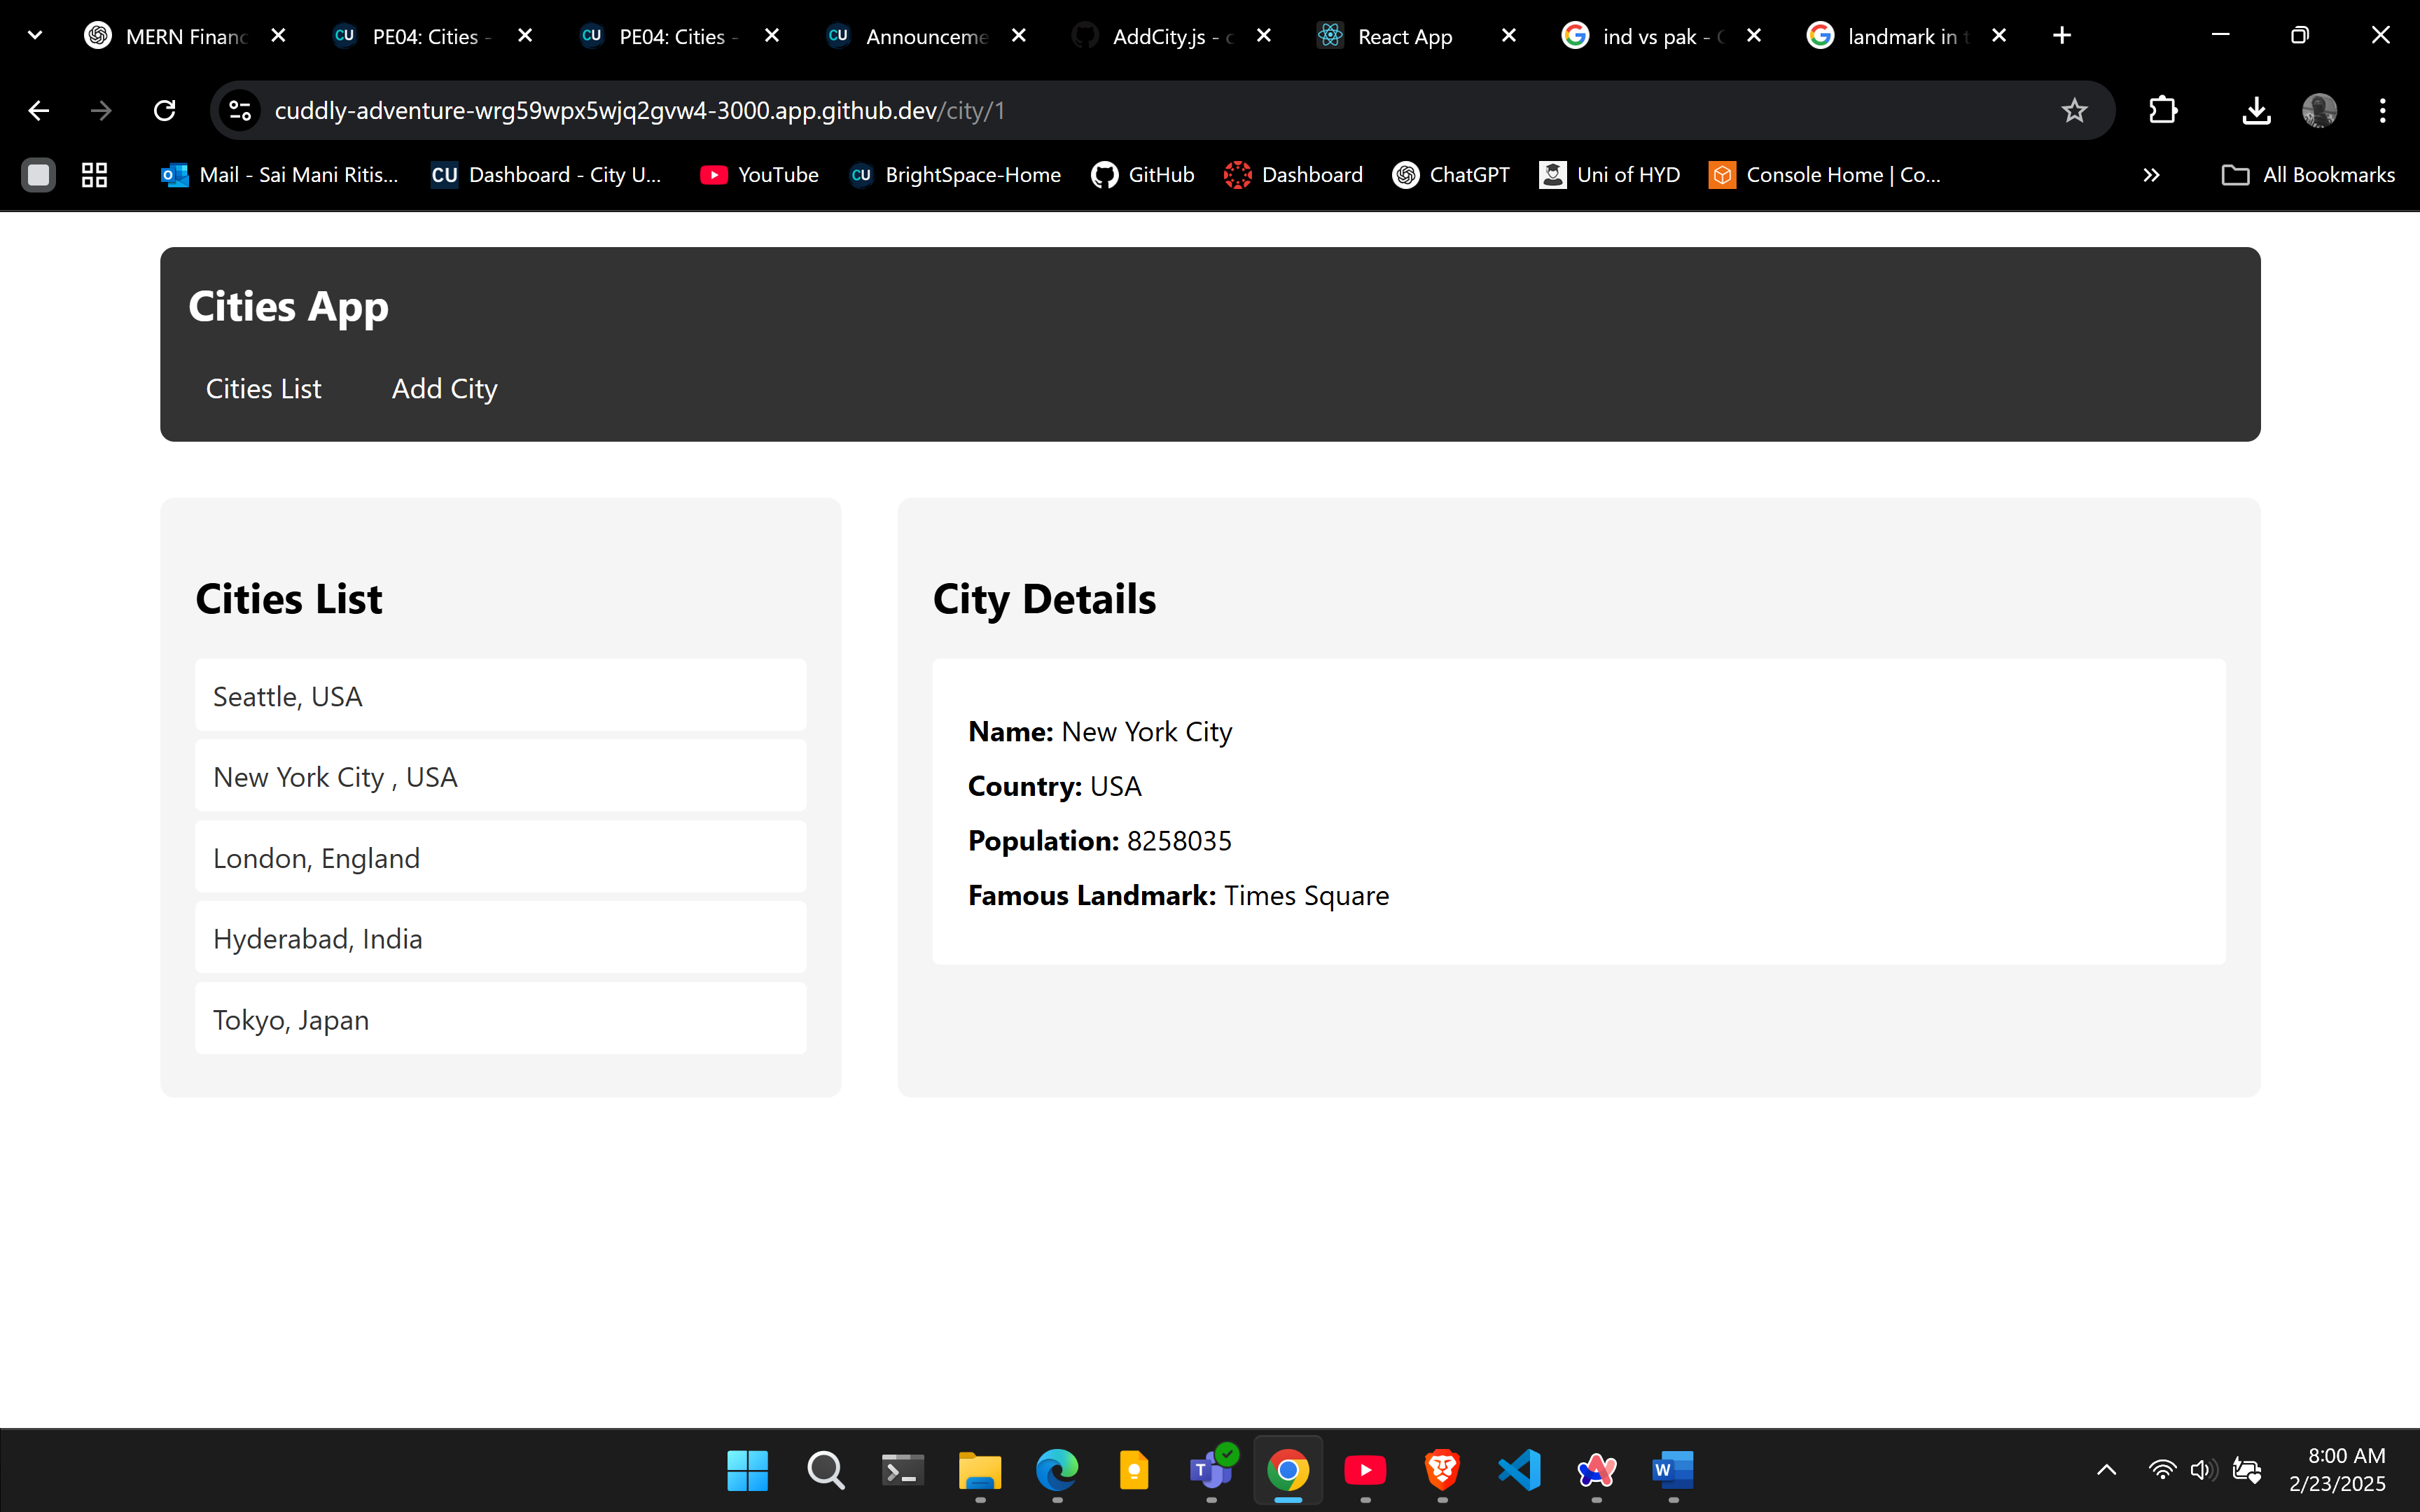 MERN Financ
PE04: Cities -
PE04: Cities -
Announceme
AddCity.js - c
React App
ind vs pak - G
landmark in t
cuddly-adventure-wrg59wpx5wjq2gvw4-3000.app.github.dev/city/1
Mail - Sai Mani Ritis...
CU Dashboard - City U...
YouTube
CU BrightSpace-Home
GitHub
Dashboard
ChatGPT
Uni of HYD
Console Home | Co...
All Bookmarks
Cities App
Cities List
Add City
Cities List
Seattle, USA
New York City , USA
London, England
Hyderabad, India
Tokyo, Japan
City Details
Name: New York City
Country: USA
Population: 8258035
Famous Landmark: Times Square
8:00 AM
2/23/2025